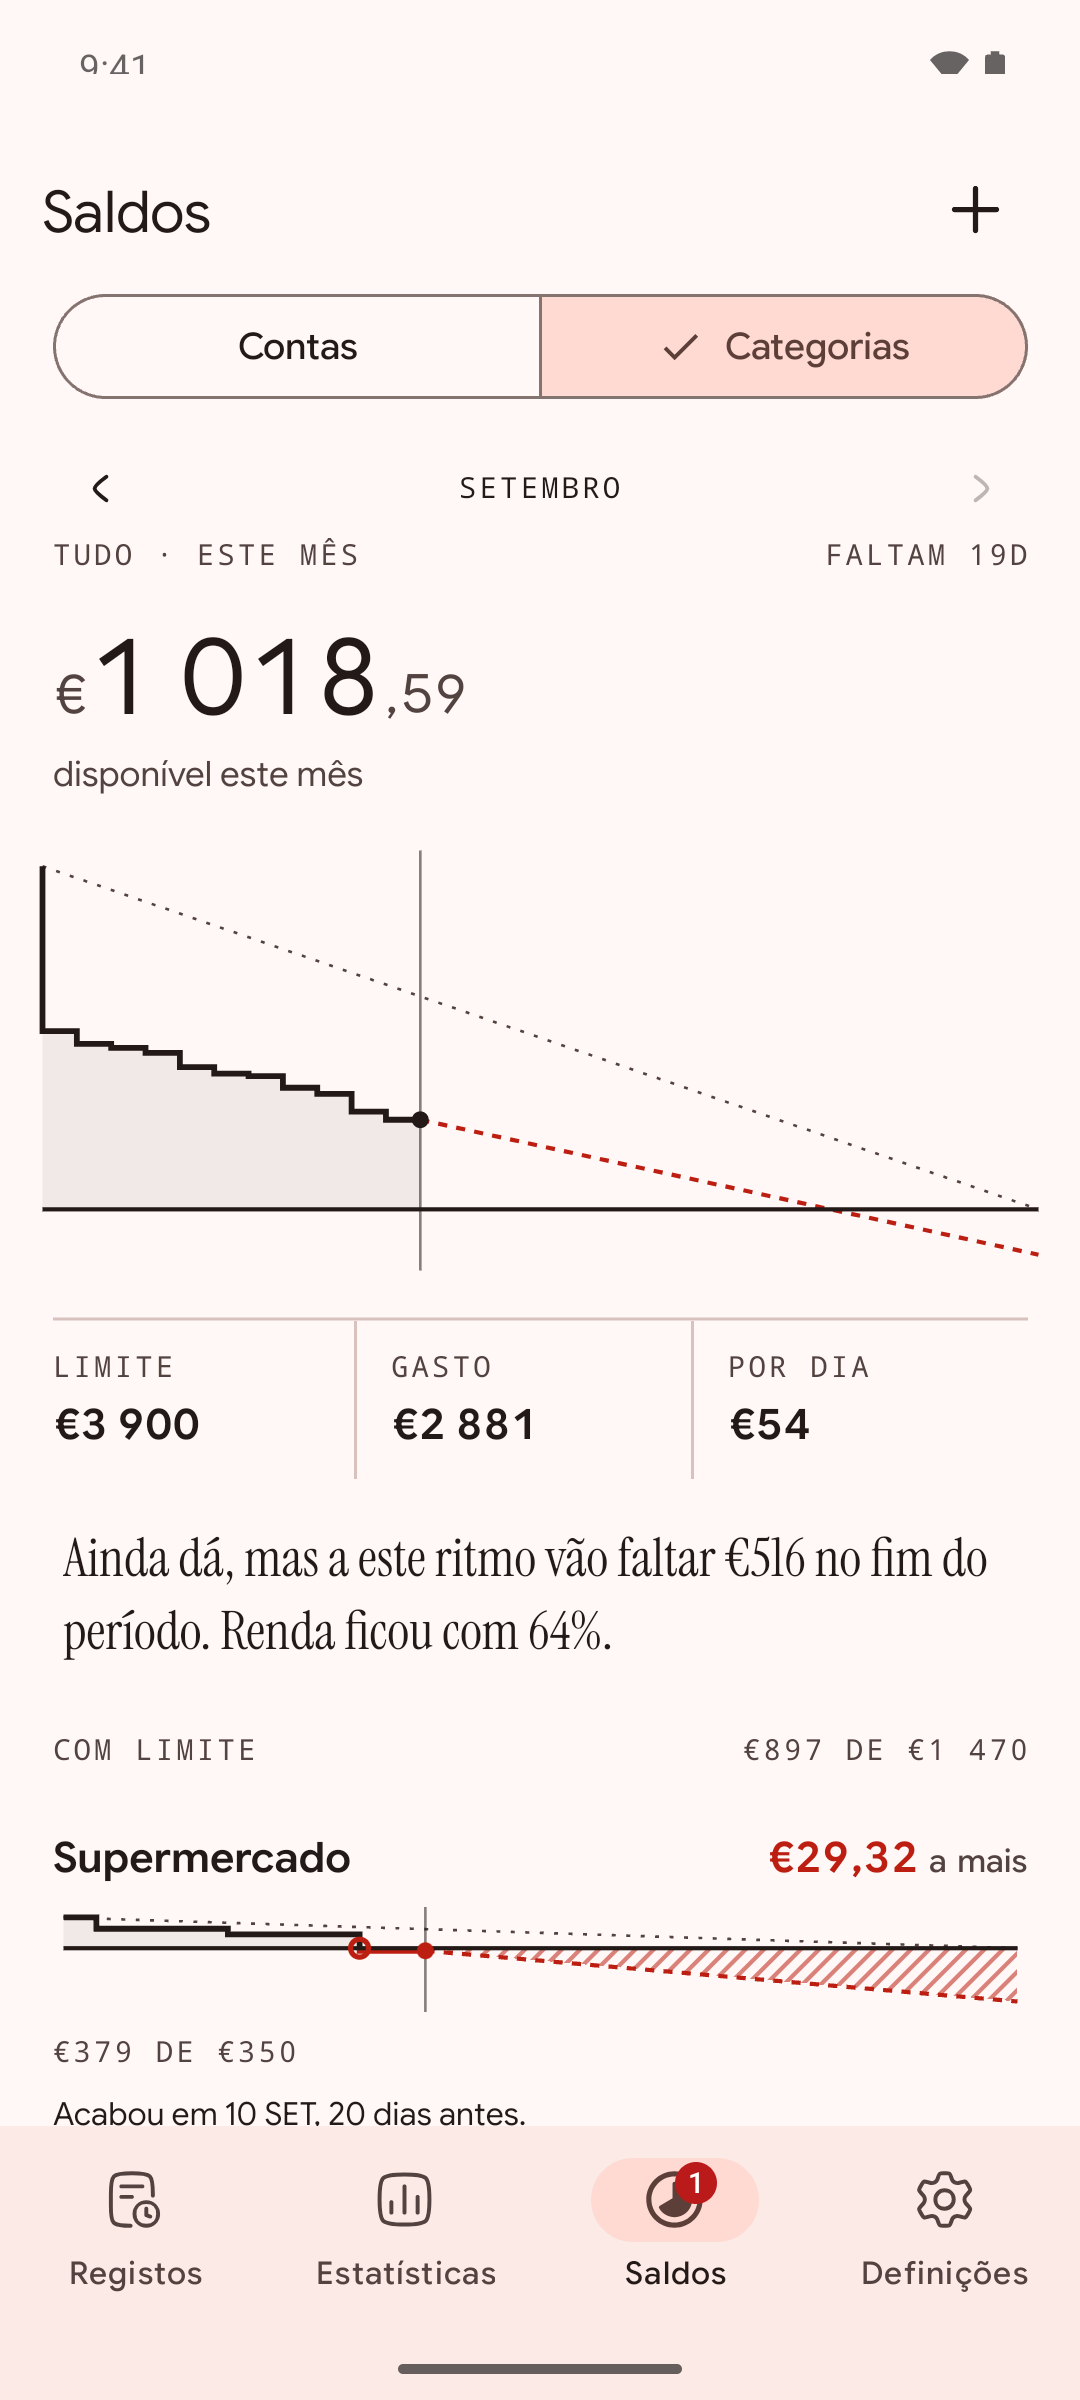 9:41
Saldos
Contas
Categorias
SETEMBRO
TUDO · ESTE MÊS
FALTAM 19D
€1 018,59
disponível este mês
LIMITE
GASTO
POR DIA
€3 900
€2 881
€54
Ainda dá, mas a este ritmo vão faltar €516 no fim do
período. Renda ficou com 64%.
COM LIMITE
€897 DE €1 470
Supermercado
€29,32 a mais
€379 DE €350
Acabou em 10 SET, 20 dias antes.
1
Registos
Estatísticas
Saldos
Definições